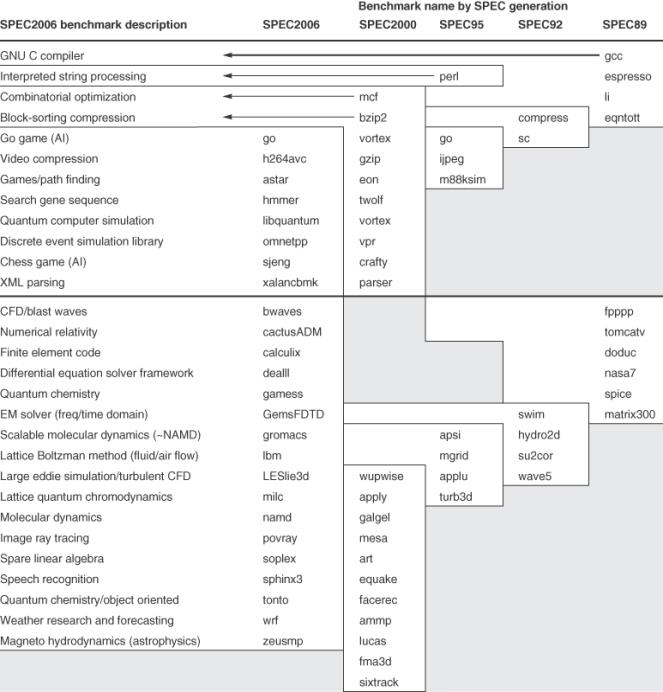 Benchmark name by SPEC generation
SPEC2006 benchmark description SPEC2006 SPEC2000 SPEC95 SPEC92 SPEC89
GNU C compiler gcc
Interpreted string processing perl espresso
Combinatorial optimization mcf li
Block-sorting compression bzip2 compress eqntott
Go game (AI) go vortex go sc
Video compression h264avc gzip ijpeg
Games/path finding astar eon m88ksim
Search gene sequence hmmer twolf
Quantum computer simulation libquantum vortex
Discrete event simulation library omnetpp vpr
Chess game (AI) sjeng crafty
XML parsing xalancbmk parser
CFD/blast waves bwaves fpppp
Numerical relativity cactusADM tomcatv
Finite element code calculix doduc
Differential equation solver framework dealll nasa7
Quantum chemistry gamess spice
EM solver (freq/time domain) GemsFDTD swim matrix300
Scalable molecular dynamics (~NAMD) gromacs apsi hydro2d
Lattice Boltzman method (fluid/air flow) lbm mgrid su2cor
Large eddie simulation/turbulent CFD LESlie3d wupwise applu wave5
Lattice quantum chromodynamics milc apply turb3d
Molecular dynamics namd galgel
Image ray tracing povray mesa
Spare linear algebra soplex art
Speech recognition sphinx3 equake
Quantum chemistry/object oriented tonto facerec
Weather research and forecasting wrf ammp
Magneto hydrodynamics (astrophysics) zeusmp lucas
fma3d
sixtrack